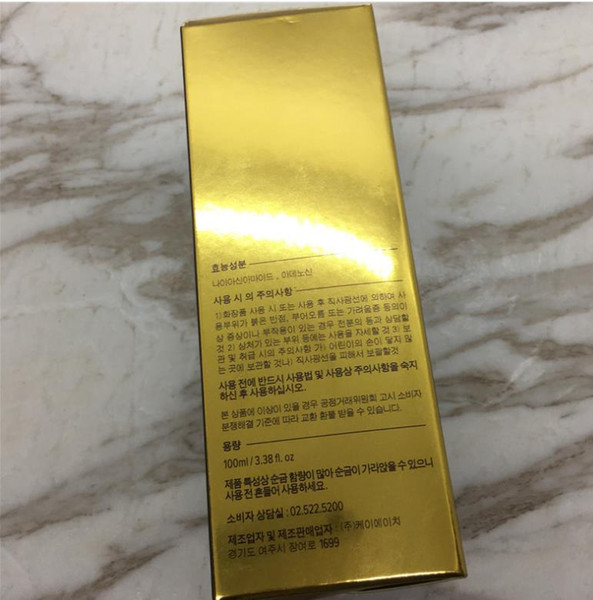 효능성분
나이아신아마이드 , 아데노신
사용 시 의 주의사항
1)화장품 사용 시 또는 사용 후 직사광선에 의하여 사
용부위가 붉은 반점, 부어오름 또는 가려움증 등의이
상 증상이나 부작용이 있는 경우 전문의 등과 상담할
것 2) 상처가 있는 부위 등에는 사용을 자제할 것 3) 보
관 및 취급 시의 주의사항 가) 어린이의 손이 닿지 않
는 곳에 보관할 것나) 직사광선을 피해서 보괄할것
사용 전에 반드시 사용법 및 사용상 주의사항을 숙지
하신 후 사용하십시오.
본 상품에 이상이 있을 경우 공정거래위원회 고시 소비자
분쟁해결 기준에 따라 교환 환불 받을 수 있습니다.
용량
100ml / 3.38 fl. oz
제품 특성상 순금 함량이 많아 순금이 가라앉을 수 있으니
사용 전 흔들어 사용하세요.
소비자 상담실 : 02.522.5200
제조업자 및 제조판매업자 : (주)케이에이치
경기도 여주시 장여로 1699